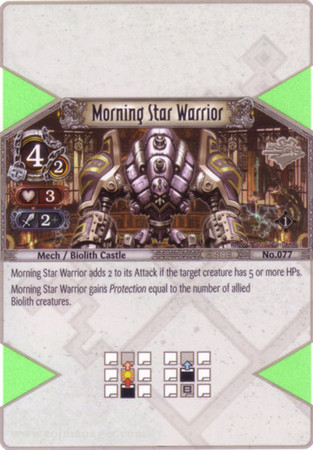 Morning Star Warrior
4
2
3
2
1
Mech / Biolith Castle
No.077
Morning Star Warrior adds 2 to its Attack if the target creature has 5 or more HPs.
Morning Star Warrior gains Protection equal to the number of allied
Biolith creatures.